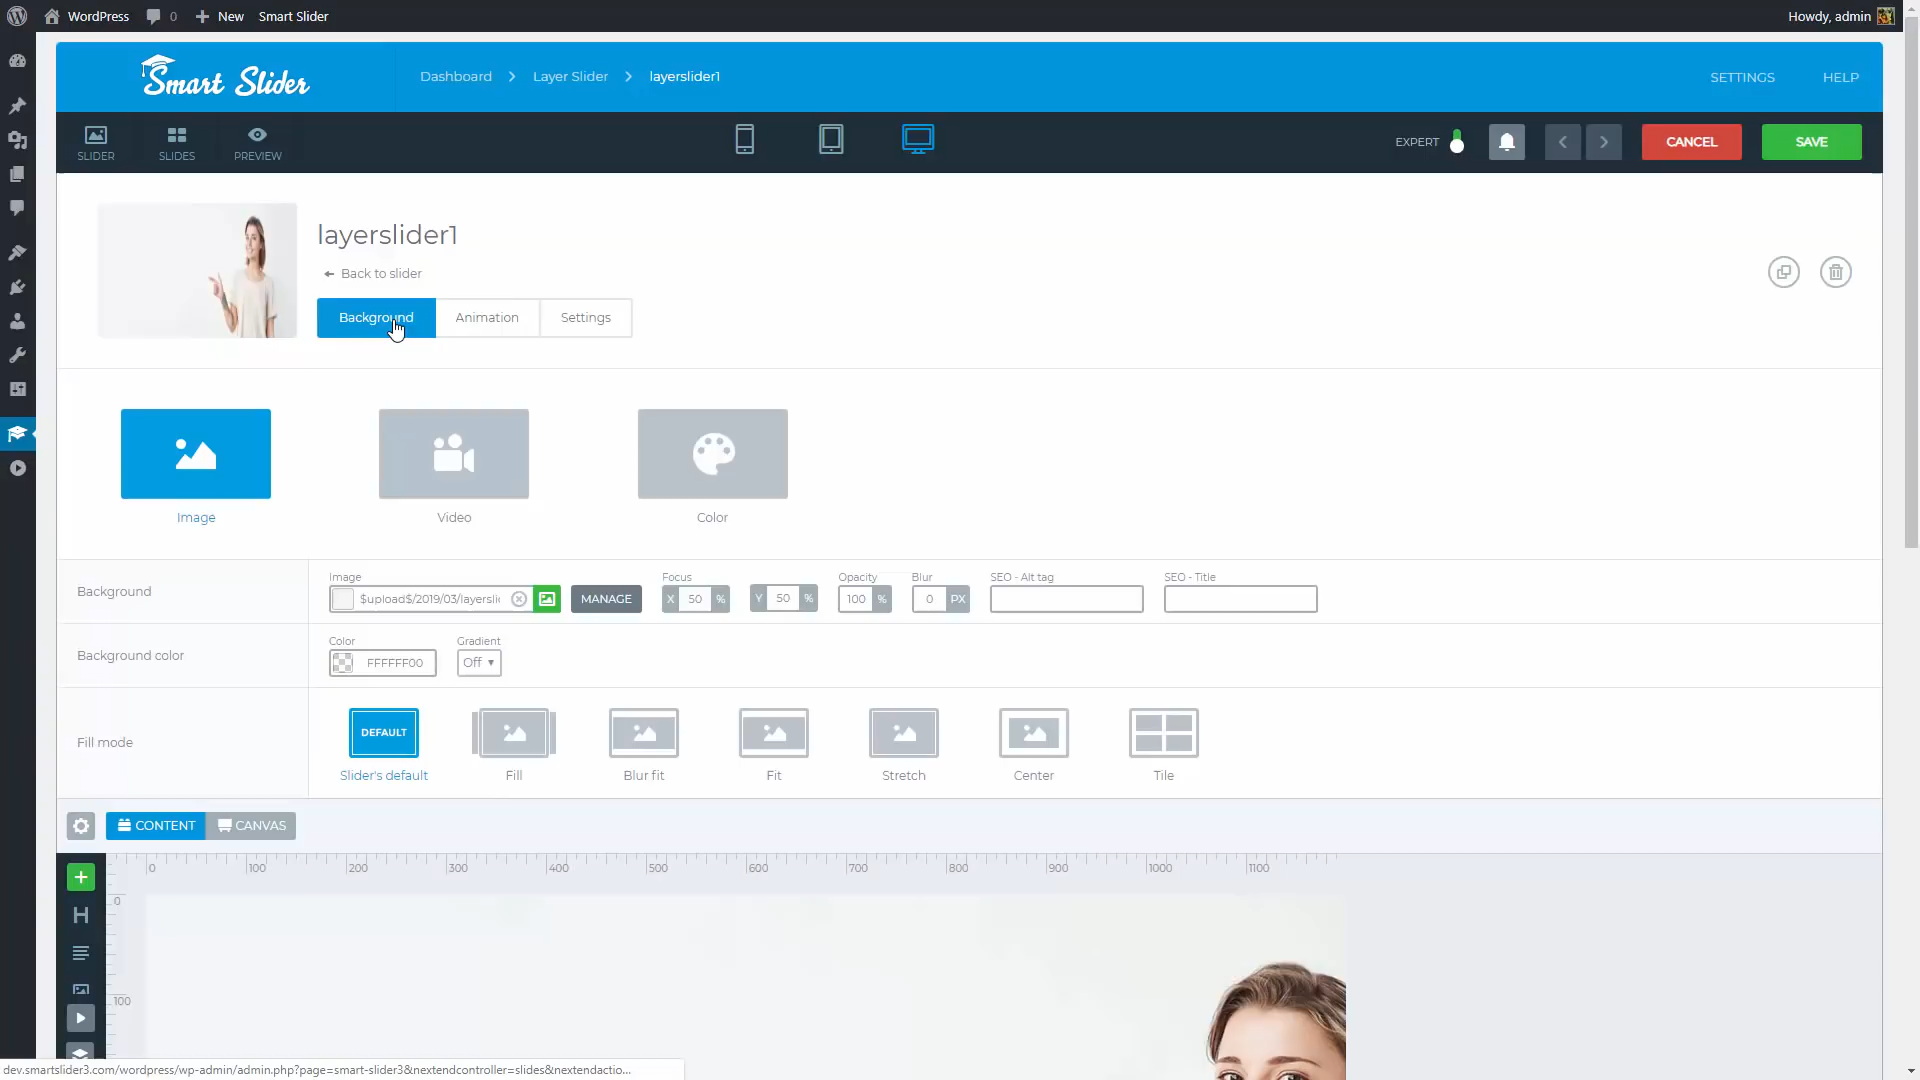 WordPress 0 New Smart Slider Howdy, admin
Smart Slider Dashboard Layer Slider layerslider1 SETTINGS HELP
SLIDER SLIDES PREVIEW EXPERT CANCEL SAVE
layerslider1
Back to slider
Background Animation Settings
Image Video Color
Background
Image Focus Opacity Blur SEO - Alt tag SEO - Title
$upload$/2019/03/layersli MANAGE X 50 % Y 50 % 100 % 0 PX
Background color
Color Gradient
FFFFFF00 Off
Fill mode
DEFAULT
Slider's default Fill Blur fit Fit Stretch Center Tile
CONTENT CANVAS
0 100 200 300 400 500 600 700 800 900 1000 1100
0
H
100
dev.smartslider3.com/wordpress/wp-admin/admin.php?page=smart-slider3&nextendcontroller=slides&nextendactio...